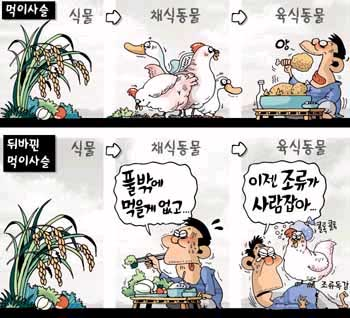 먹이사슬
식물
채식동물
육식동물
앙
뒤바뀐
먹이사슬
식물
채식동물
육식동물
풀밖에
먹을게 없고...
이젠 조류가
사람잡아..
콜록콜록
조류독감